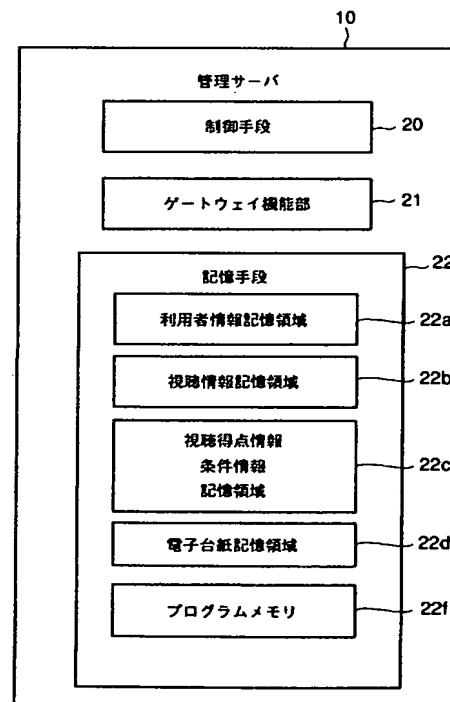 10
管理サーバ
制御手段
20
ゲートウェイ機能部
21
22
記憶手段
利用者情報記憶領域
22a
視聴情報記憶領域
22b
視聴得点情報
条件情報
記憶領域
22c
電子台紙記憶領域
22d
プログラムメモリ
22f